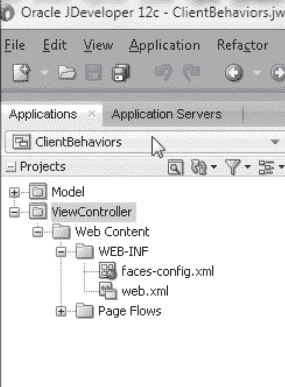 Oracle JDeveloper 12c - ClientBehaviors.jw
File Edit View Application Refactor
Applications × Application Servers
ClientBehaviors
Projects
Model
ViewController
Web Content
WEB-INF
faces-config.xml
web.xml
Page Flows